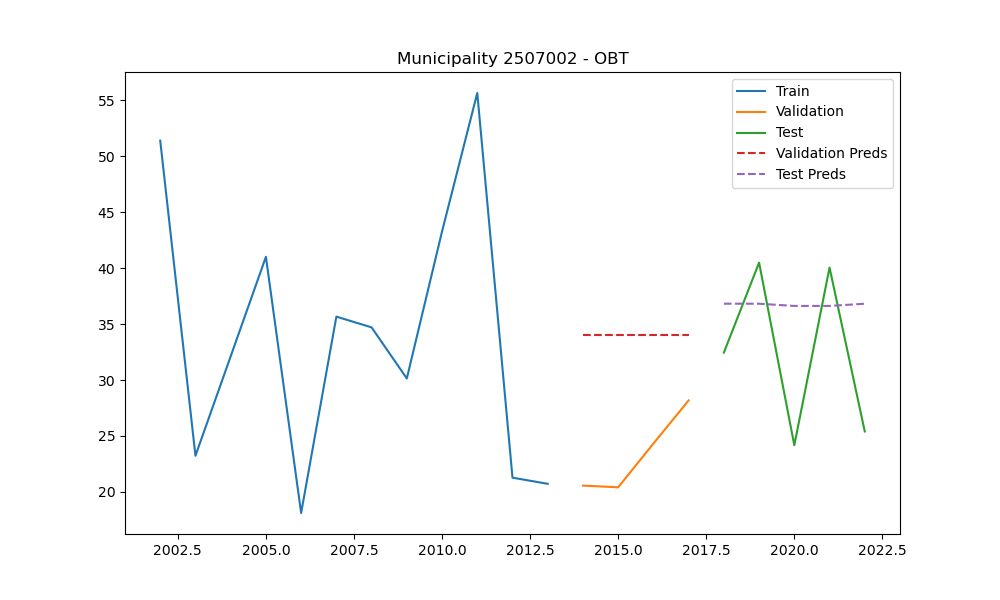 Municipality 2507002 - OBT
Train
Validation
Test
Validation Preds
Test Preds
55
50
45
40
35
30
25
20
2002.5 2005.0 2007.5 2010.0 2012.5 2015.0 2017.5 2020.0 2022.5